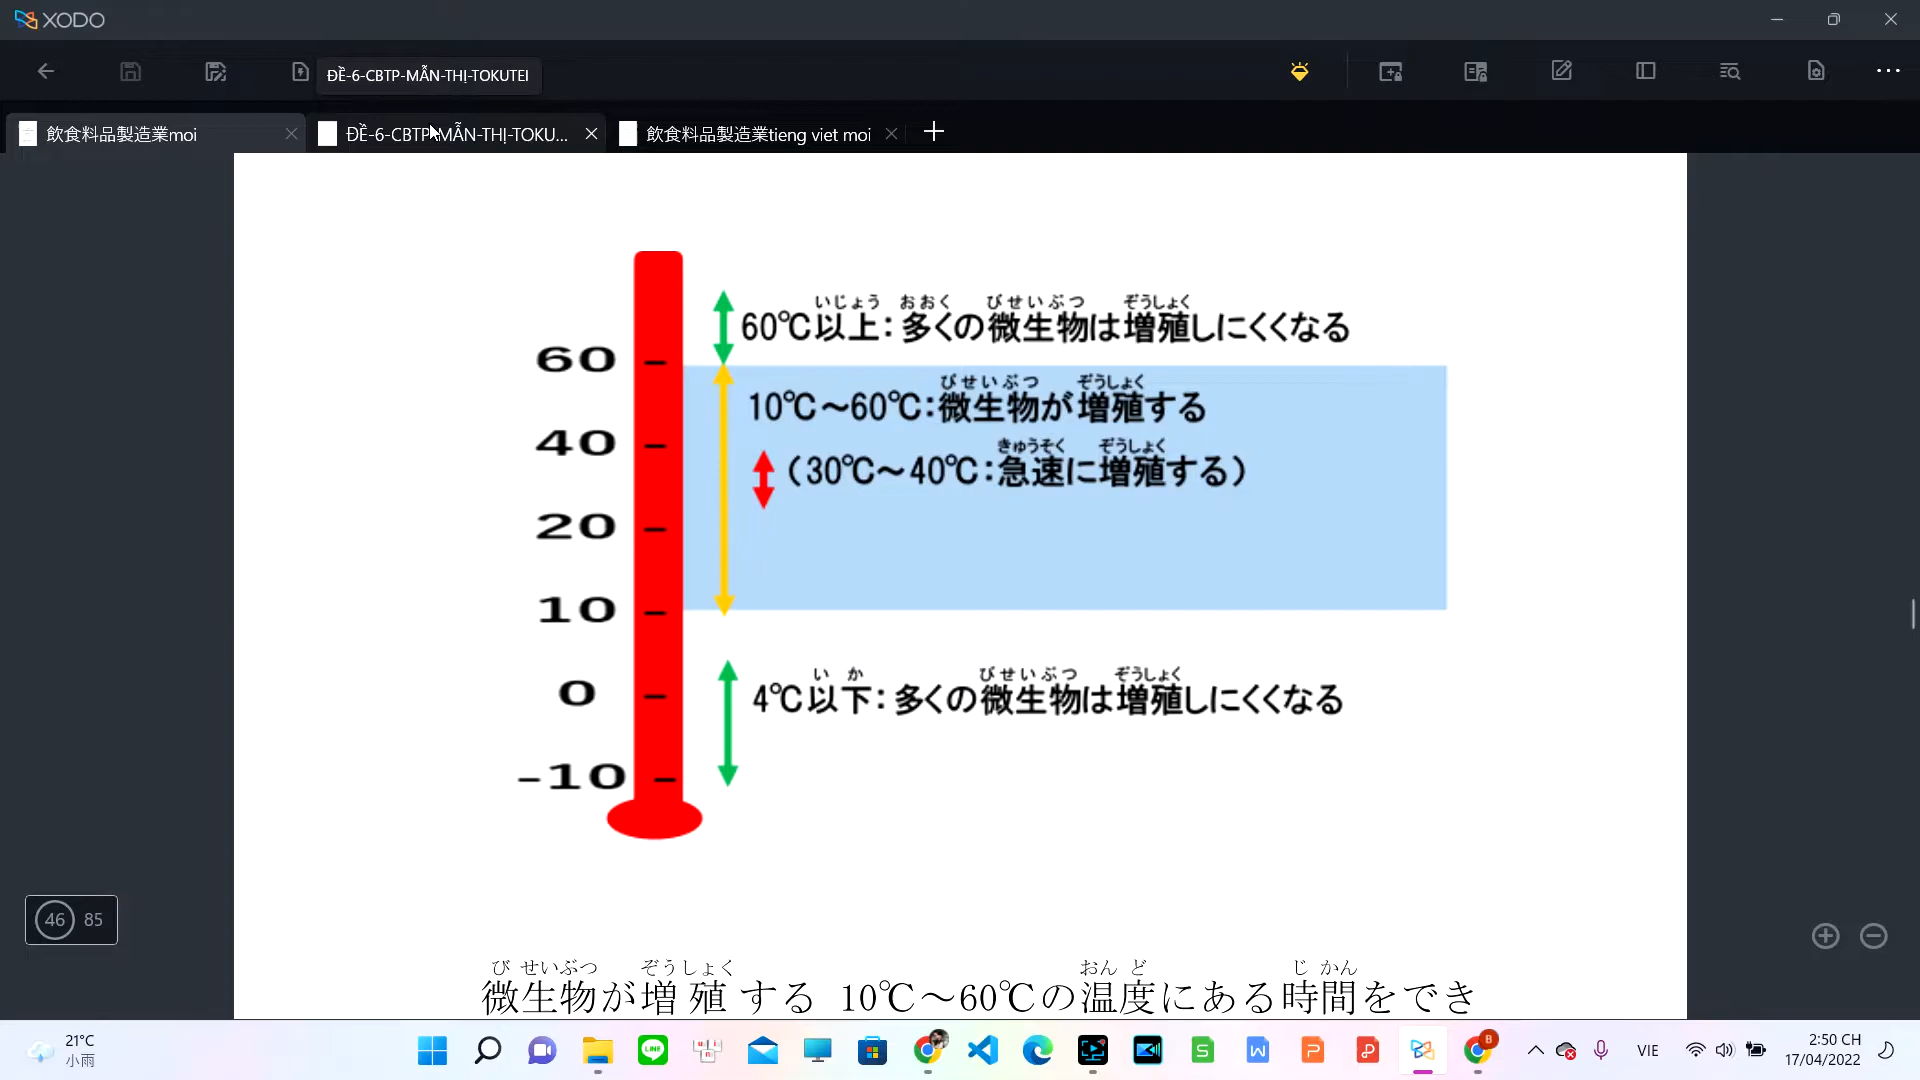 XODO
ĐỀ-6-CBTP-MẪN-THỊ-TOKUTEI
飲食料品製造業moi
ĐỀ-6-CBTP-MẪN-THỊ-TOKU...
飲食料品製造業tieng viet moi
いじょう おおく びせいぶつ ぞうしょく
60℃以上：多くの微生物は増殖しにくくなる
60
びせいぶつ ぞうしょく
10℃～60℃：微生物が増殖する
40
きゅうそく ぞうしょく
（30℃～40℃：急速に増殖する）
20
10
い か びせいぶつ ぞうしょく
4℃以下：多くの微生物は増殖しにくくなる
0
-10
46 85
び せいぶつ ぞうしょく おん ど じ かん
微生物が増殖する 10℃～60℃の温度にある時間をでき
21°C
小雨
VIE
2:50 CH
17/04/2022